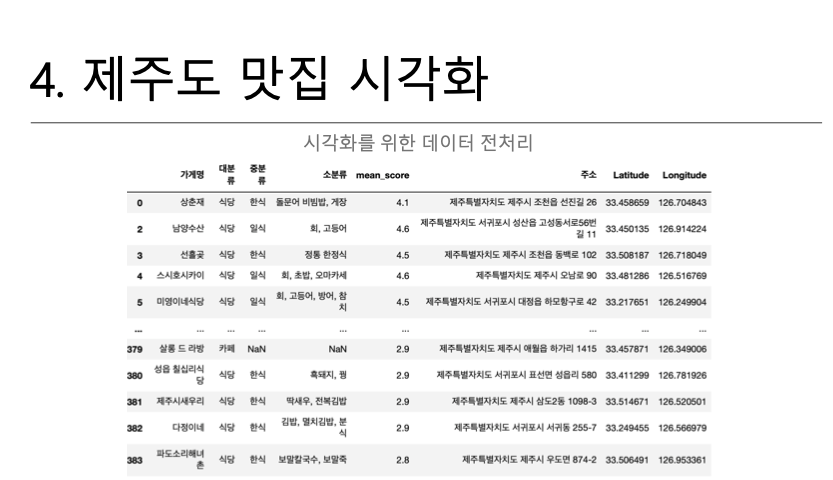 4. 제주도 맛집 시각화
시각화를 위한 데이터 전처리
가게명 대분류 중분류 소분류 mean_score 주소 Latitude Longitude
0 상춘재 식당 한식 돌문어 비빔밥, 게장 4.1 제주특별자치도 제주시 조천읍 선진길 26 33.458659 126.704843
2 남양수산 식당 일식 회, 고등어 4.6 제주특별자치도 서귀포시 성산읍 고성동서로56번길 11 33.450135 126.914224
3 선흘곶 식당 한식 정통 한정식 4.5 제주특별자치도 제주시 조천읍 동백로 102 33.508187 126.718049
4 스시호시카이 식당 일식 회, 초밥, 오마카세 4.6 제주특별자치도 제주시 오남로 90 33.481286 126.516769
5 미영이네식당 식당 일식 회, 고등어, 방어, 참치 4.5 제주특별자치도 서귀포시 대정읍 하모항구로 42 33.217651 126.249904
... ... ... ... ... ... ... ... ...
379 살롱 드 라방 카페 NaN NaN 2.9 제주특별자치도 제주시 애월읍 하가리 1415 33.457871 126.349006
380 성읍 칠십리식당 식당 한식 흑돼지, 꿩 2.9 제주특별자치도 서귀포시 표선면 성읍리 580 33.411299 126.781926
381 제주시새우리 식당 한식 딱새우, 전복김밥 2.9 제주특별자치도 제주시 삼도2동 1098-3 33.514671 126.520501
382 다정이네 식당 한식 김밥, 멸치김밥, 분식 2.9 제주특별자치도 서귀포시 서귀동 255-7 33.249455 126.566979
383 파도소리해녀촌 식당 한식 보말칼국수, 보말죽 2.8 제주특별자치도 제주시 우도면 874-2 33.506491 126.953361